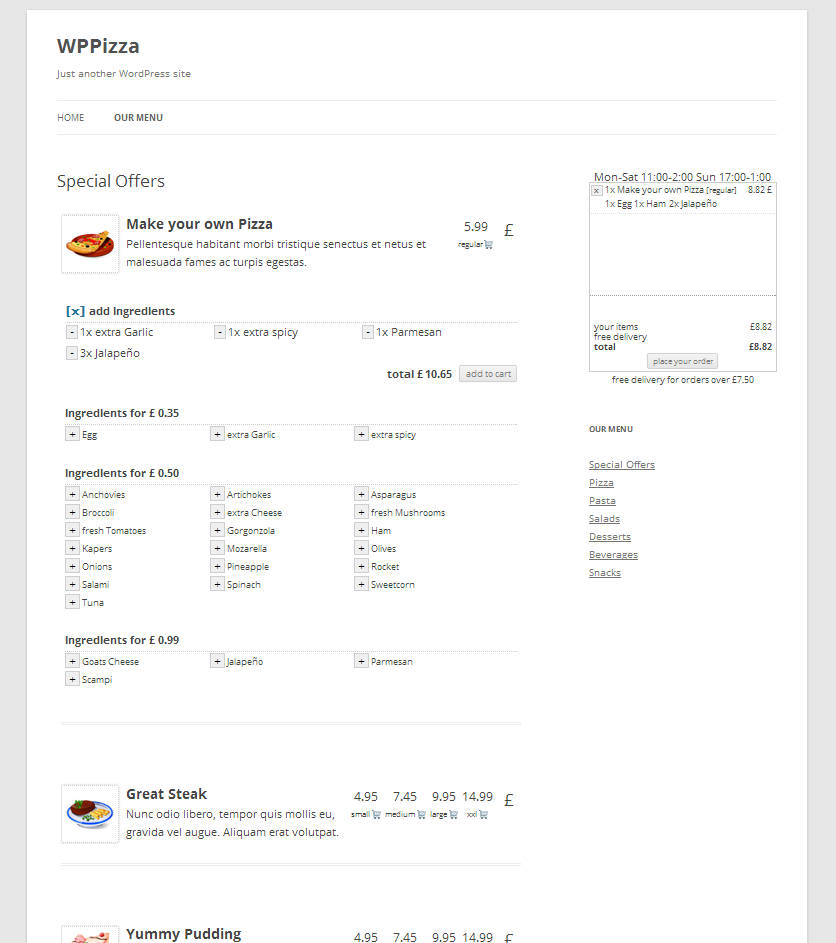 WPPizza
Just another WordPress site
HOME OUR MENU
Special Offers
Make your own Pizza
Pellentesque habitant morbi tristique senectus et netus et
malesuada fames ac turpis egestas.
5.99 £
regular
[x] add Ingredients
- 1x extra Garlic - 1x extra spicy - 1x Parmesan
- 3x Jalapeño
total £ 10.65 add to cart
Ingredients for £ 0.35
+ Egg + extra Garlic + extra spicy
Ingredients for £ 0.50
+ Anchovies + Artichokes + Asparagus
+ Broccoli + extra Cheese + fresh Mushrooms
+ fresh Tomatoes + Gorgonzola + Ham
+ Kapers + Mozarella + Olives
+ Onions + Pineapple + Rocket
+ Salami + Spinach + Sweetcorn
+ Tuna
Ingredients for £ 0.99
+ Goats Cheese + Jalapeño + Parmesan
+ Scampi
Great Steak
Nunc odio libero, tempor quis mollis eu,
gravida vel augue. Aliquam erat volutpat.
4.95 7.45 9.95 14.99 £
small medium large xxl
Yummy Pudding
4.95 7.45 9.95 14.99 £
Mon-Sat 11:00-2:00 Sun 17:00-1:00
x 1x Make your own Pizza [regular] 8.82 £
1x Egg 1x Ham 2x Jalapeño
your items £8.82
free delivery
total £8.82
place your order
free delivery for orders over £7.50
OUR MENU
Special Offers
Pizza
Pasta
Salads
Desserts
Beverages
Snacks